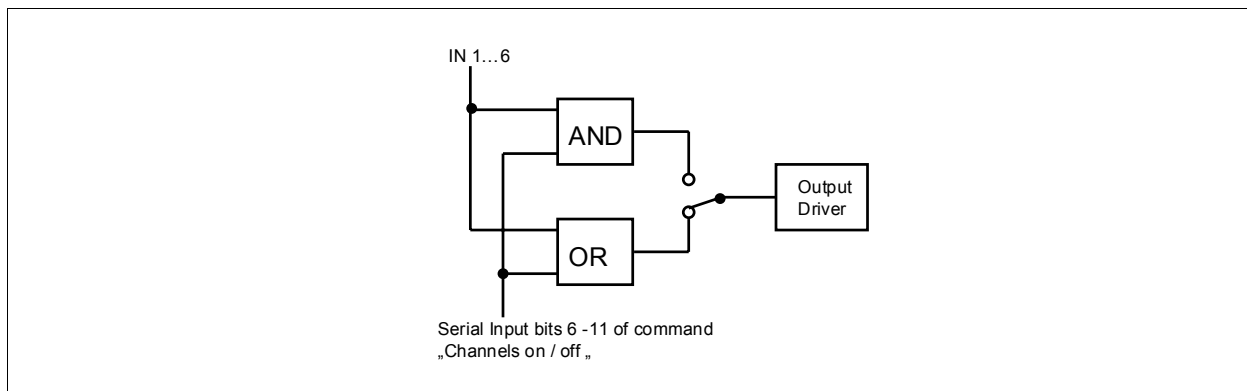 IN 1...6
AND
Output
Driver
OR
Serial Input bits 6 -11 of command
„Channels on / off „